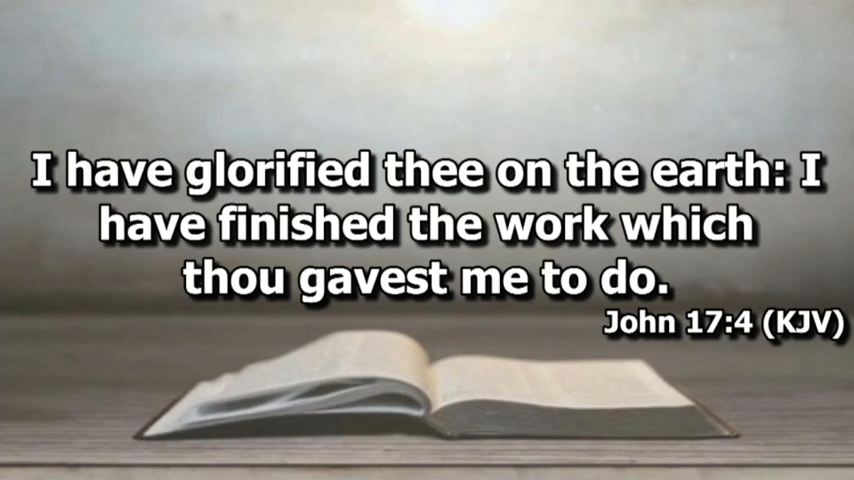 I have glorified thee on the earth: I
have finished the work which
thou gavest me to do.
John 17:4 (KJV)